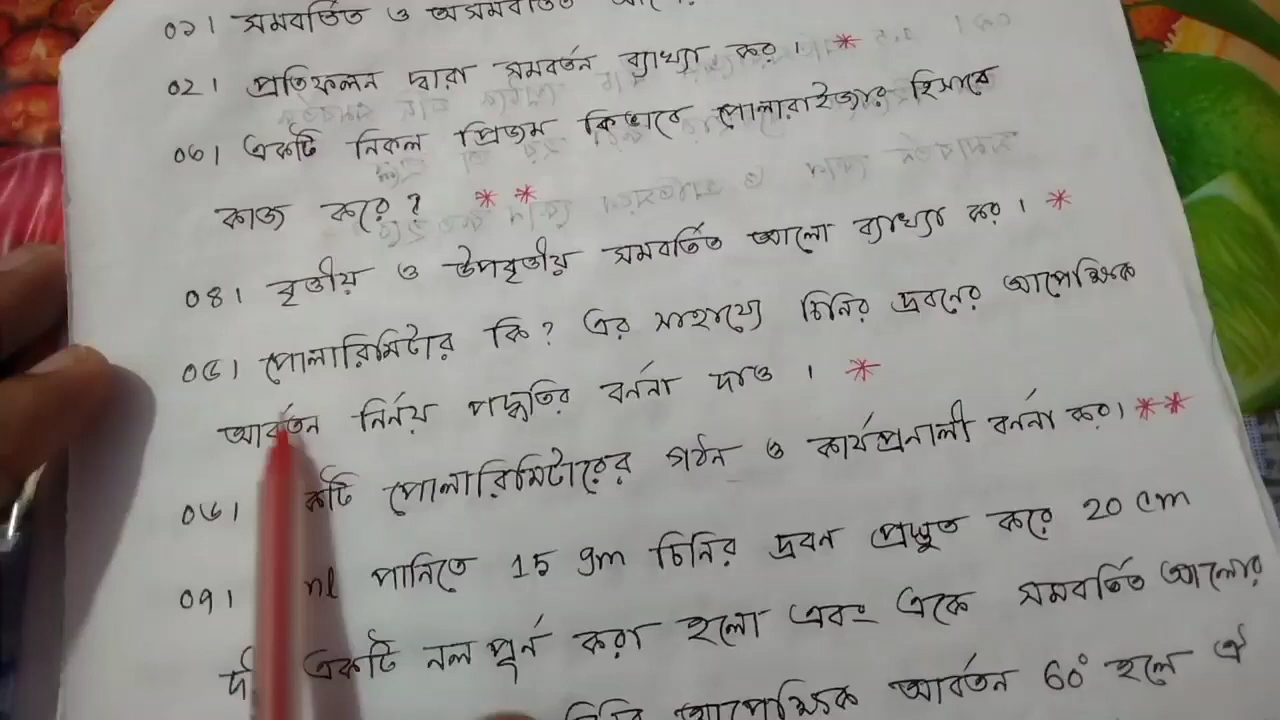 ০১। সমবর্তিত ও অসমবর্তিত
০২। প্রতিফলন দ্বারা সমবর্তন ব্যাখ্যা কর। *
০৩। একটি নিকল প্রিজম কিভাবে পোলারাইজার হিসাবে
কাজ করে? * *
০৪। বৃত্তীয় ও উপবৃত্তীয় সমবর্তিত আলো ব্যাখ্যা কর। *
০৫। পোলারিমিটার কি? এর সাহায্যে চিনির দ্রবনের আপেক্ষিক
আবর্তন নির্নয় পদ্ধতির বর্ননা দাও । *
০৬। কটি পোলারিমিটারের গঠন ও কার্যপ্রনালী বর্ননা কর। * *
০৭। ml পানিতে 15 gm চিনির দ্রবন প্রস্তুত করে 20 cm
একটি নল পূর্ন করা হলো এবং একে সমবর্তিত আলোর
আপেক্ষিক আবর্তন 60° হলে ঐ